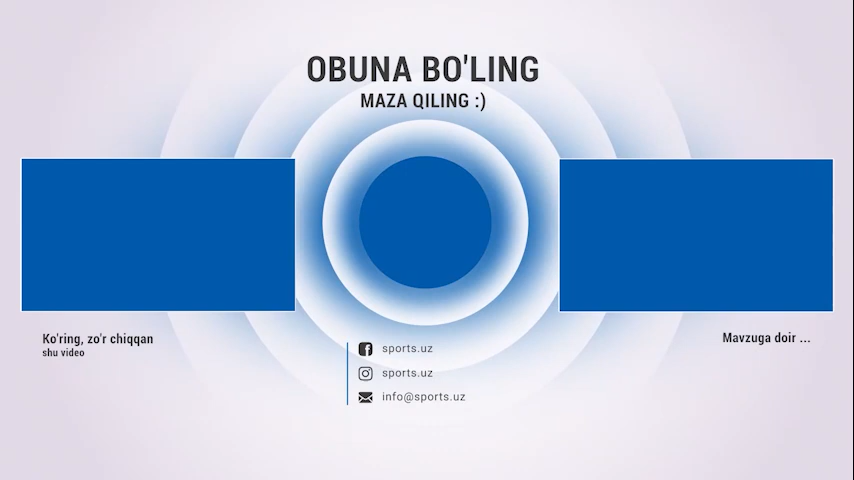 OBUNA BO'LING
MAZA QILING :)
Ko'ring, zo'r chiqqan
shu video
Mavzuga doir ...
sports.uz
sports.uz
info@sports.uz